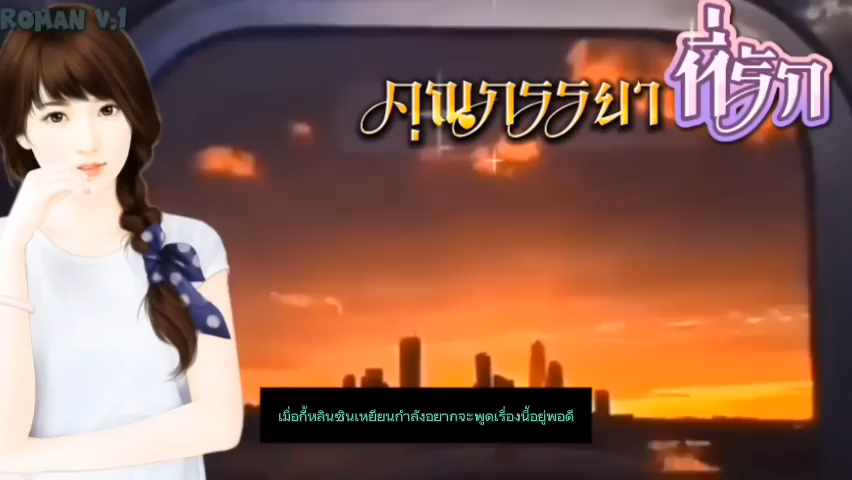 ROMAN V.1
คุณภรรยาที่รัก
เมื่อกี้หลินซินเหยียนกำลังอยากจะพูดเรื่องนี้อยู่พอดี